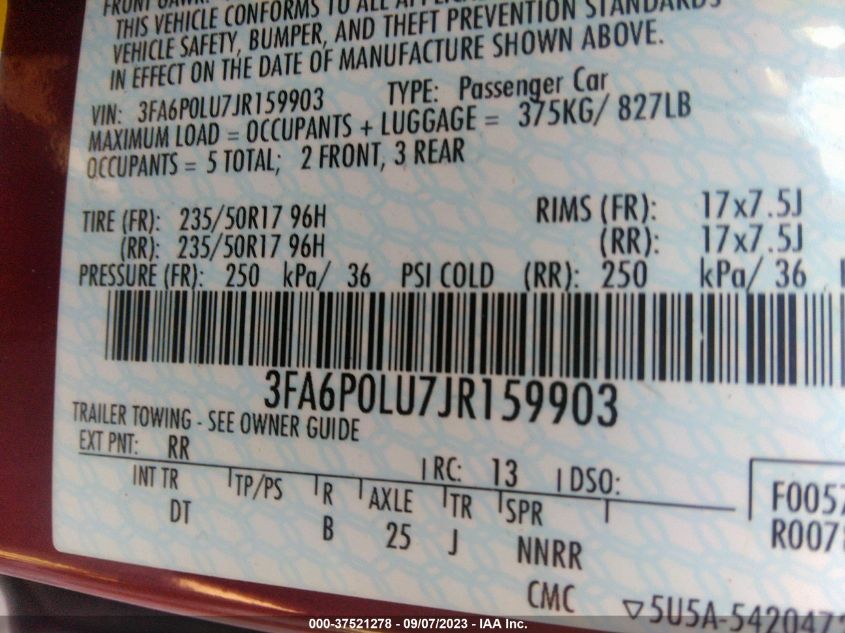 THIS VEHICLE CONFORMS TO ALL
VEHICLE SAFETY, BUMPER, AND THEFT PREVENTION STANDARDS
IN EFFECT ON THE DATE OF MANUFACTURE SHOWN ABOVE.
VIN: 3FA6P0LU7JR159903 TYPE: Passenger Car
MAXIMUM LOAD = OCCUPANTS + LUGGAGE = 375KG/ 827LB
OCCUPANTS = 5 TOTAL; 2 FRONT, 3 REAR
TIRE (FR): 235/50R17 96H RIMS (FR): 17x7.5J
(RR): 235/50R17 96H (RR): 17x7.5J
PRESSURE (FR): 250 kPa/ 36 PSI COLD (RR): 250 kPa/ 36
3FA6P0LU7JR159903
TRAILER TOWING - SEE OWNER GUIDE
EXT PNT: RR RC: 13 DSO:
INT TR TP/PS R AXLE TR SPR F0057
DT B 25 J NNRR R0078
CMC ▽5U5A-5420472
000-37521278 - 09/07/2023 - IAA Inc.